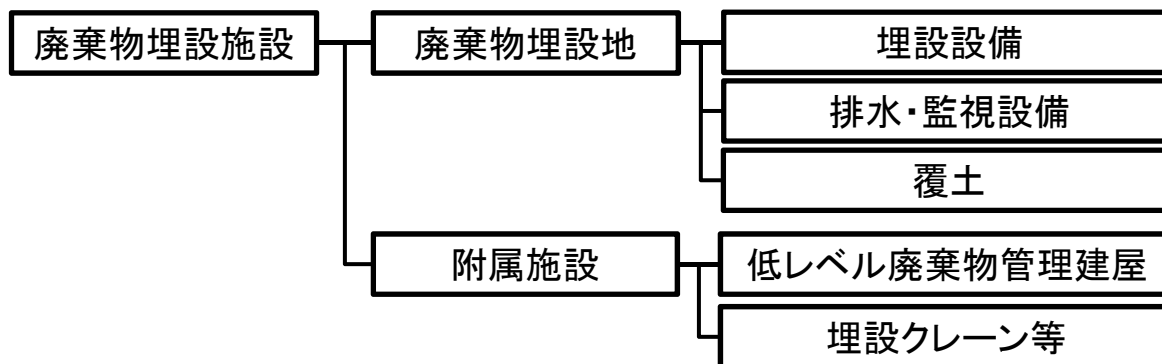 廃棄物埋設施設
廃棄物埋設地
埋設設備
排水・監視設備
覆土
附属施設
低レベル廃棄物管理建屋
埋設クレーン等